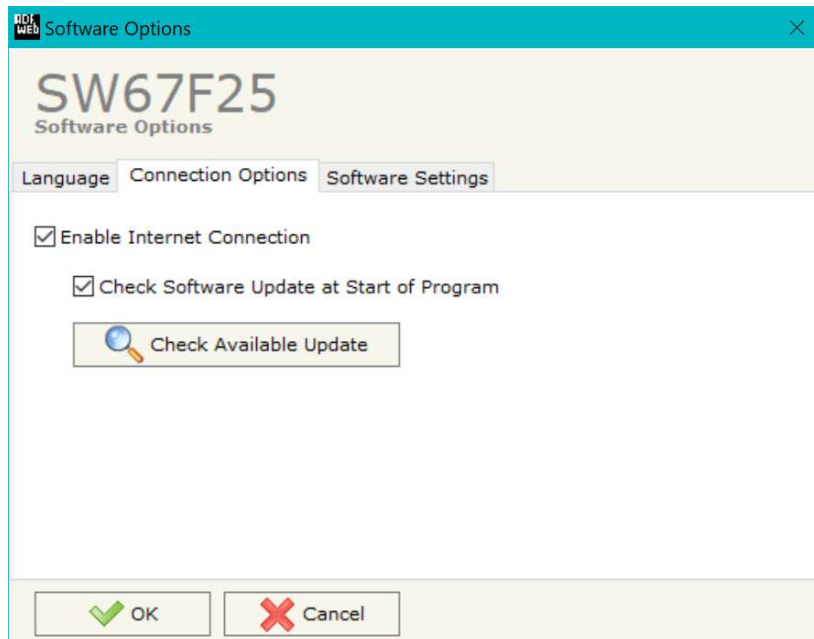 ADF
WEB
Software Options
SW67F25
Software Options
Language
Connection Options
Software Settings
Enable Internet Connection
Check Software Update at Start of Program
Check Available Update
OK
Cancel